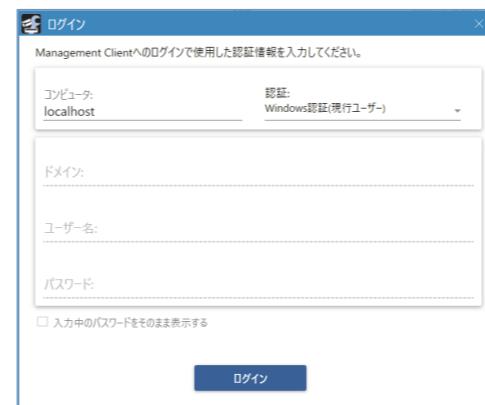 ログイン
Management Clientへのログインで使用した認証情報を入力してください。
コンピュータ:
localhost
認証:
Windows認証(現行ユーザー)
ドメイン:
ユーザー名:
パスワード:
入力中のパスワードをそのまま表示する
ログイン